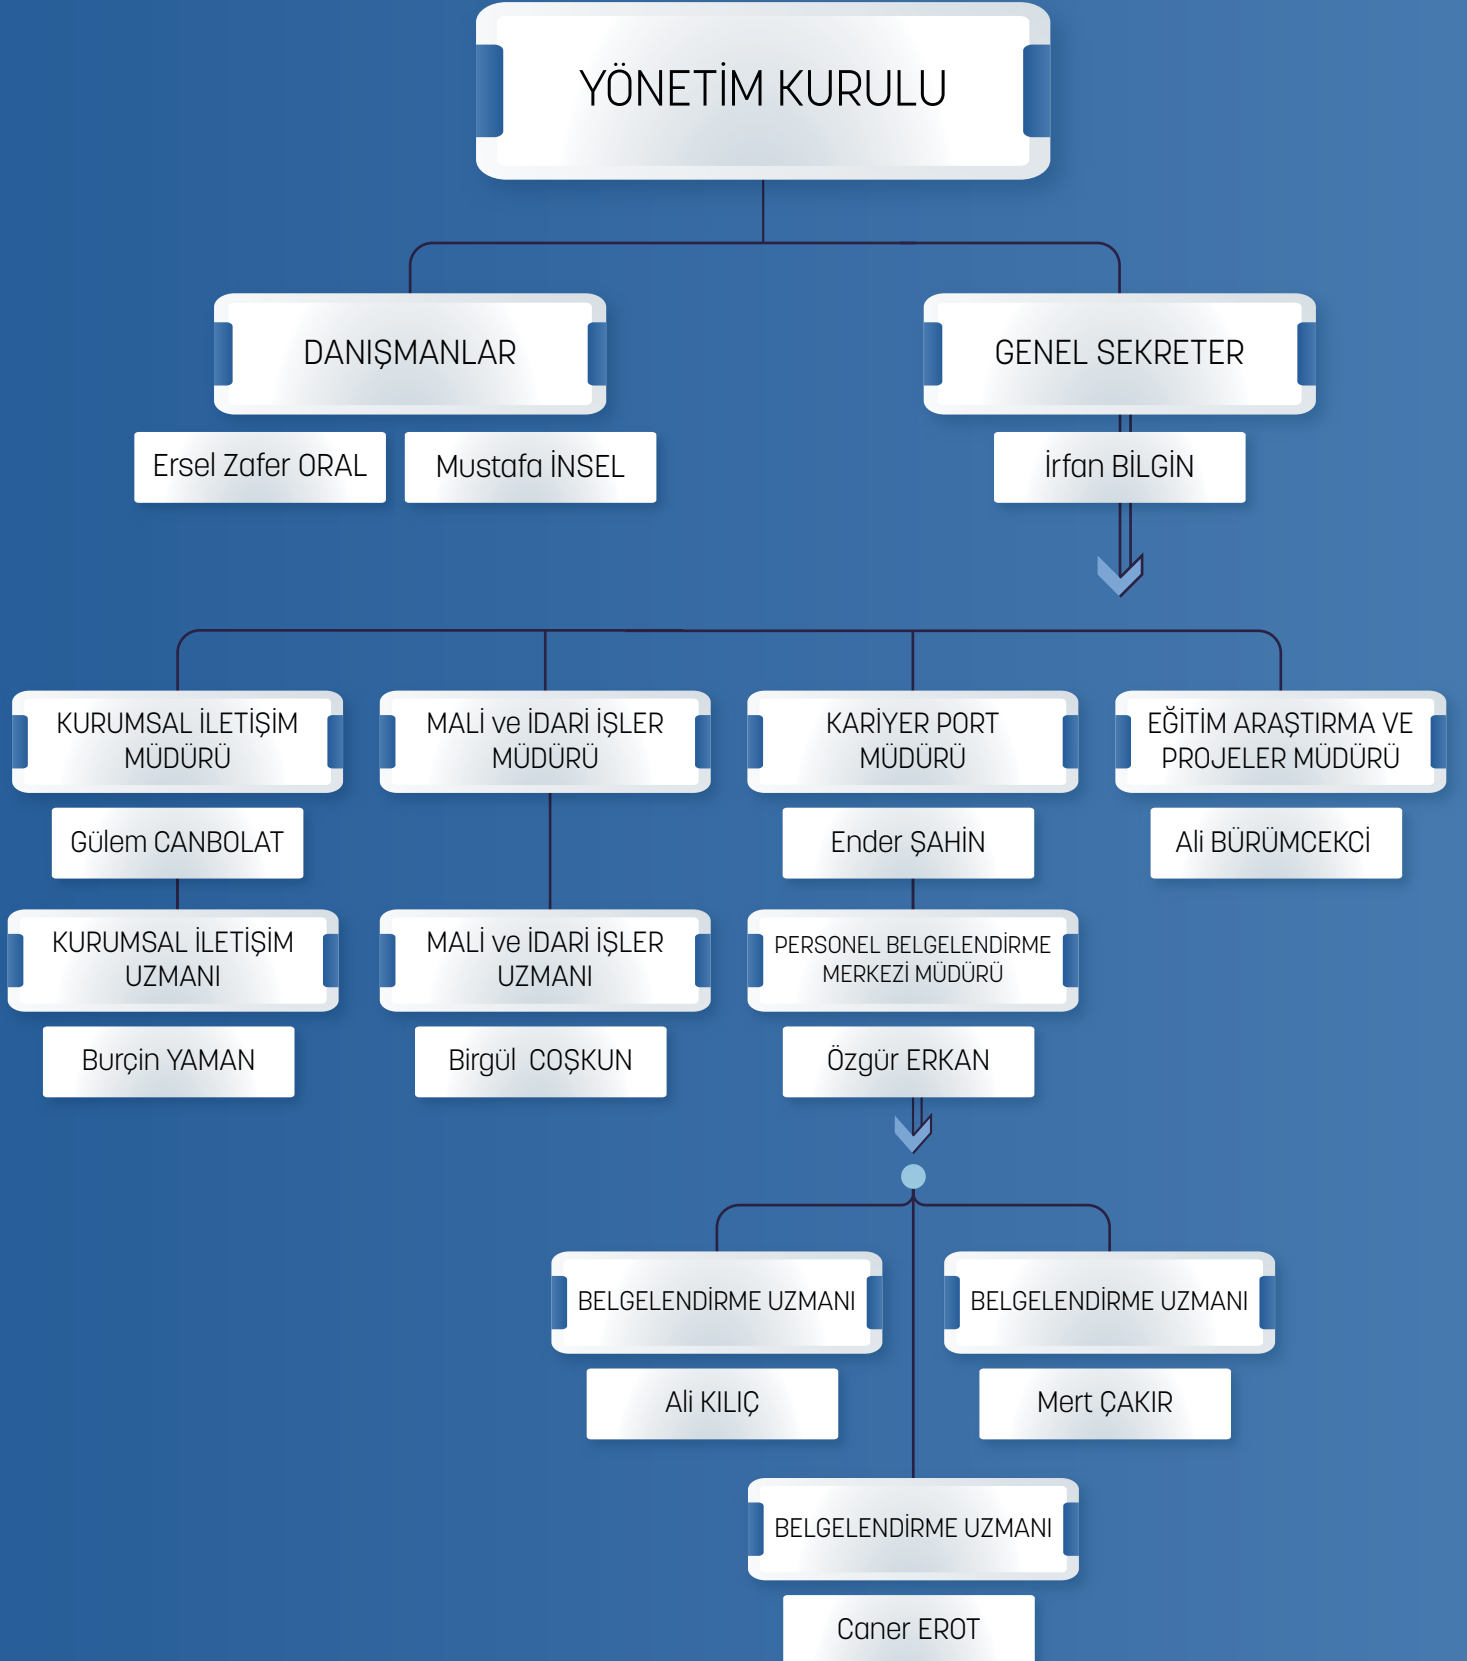 YÖNETİM KURULU
DANIŞMANLAR
GENEL SEKRETER
Ersel Zafer ORAL
Mustafa İNSEL
İrfan BİLGİN
KURUMSAL İLETİŞİM
MÜDÜRÜ
MALİ ve İDARİ İŞLER
MÜDÜRÜ
KARİYER PORT
MÜDÜRÜ
EĞİTİM ARAŞTIRMA VE
PROJELER MÜDÜRÜ
Gülem CANBOLAT
Ender ŞAHİN
Ali BÜRÜMCEKCİ
KURUMSAL İLETİŞİM
UZMANI
MALİ ve İDARİ İŞLER
UZMANI
PERSONEL BELGELENDİRME
MERKEZİ MÜDÜRÜ
Burçin YAMAN
Birgül COŞKUN
Özgür ERKAN
BELGELENDİRME UZMANI
BELGELENDİRME UZMANI
Ali KILIÇ
Mert ÇAKIR
BELGELENDİRME UZMANI
Caner EROT